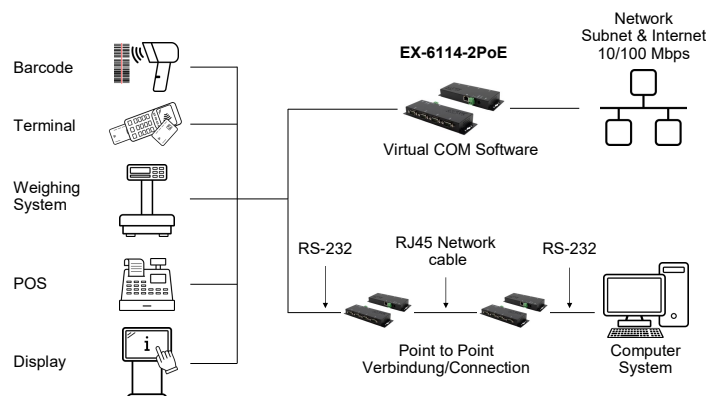 Network
Subnet & Internet
10/100 Mbps
EX-6114-2PoE
Barcode
Terminal
Virtual COM Software
Weighing
System
RS-232
RJ45 Network
cable
RS-232
POS
Point to Point
Verbindung/Connection
Computer
System
Display
i